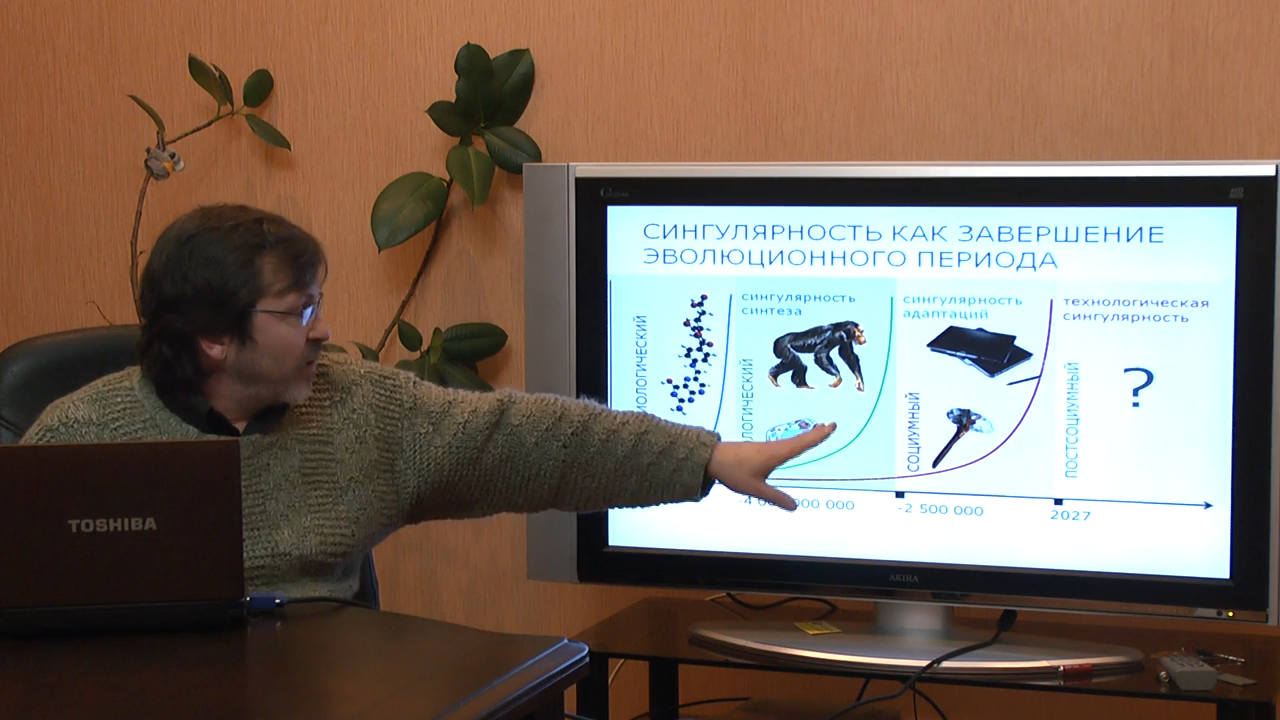 СИНГУЛЯРНОСТЬ КАК ЗАВЕРШЕНИЕ
ЭВОЛЮЦИОННОГО ПЕРИОДА
сингулярность
синтеза
сингулярность
адаптаций
технологическая
сингулярность
СОЦИУМНЫЙ
ПОСТСОЦИУМНЫЙ
?
-2 500 000
2027
TOSHIBA
AKIRA